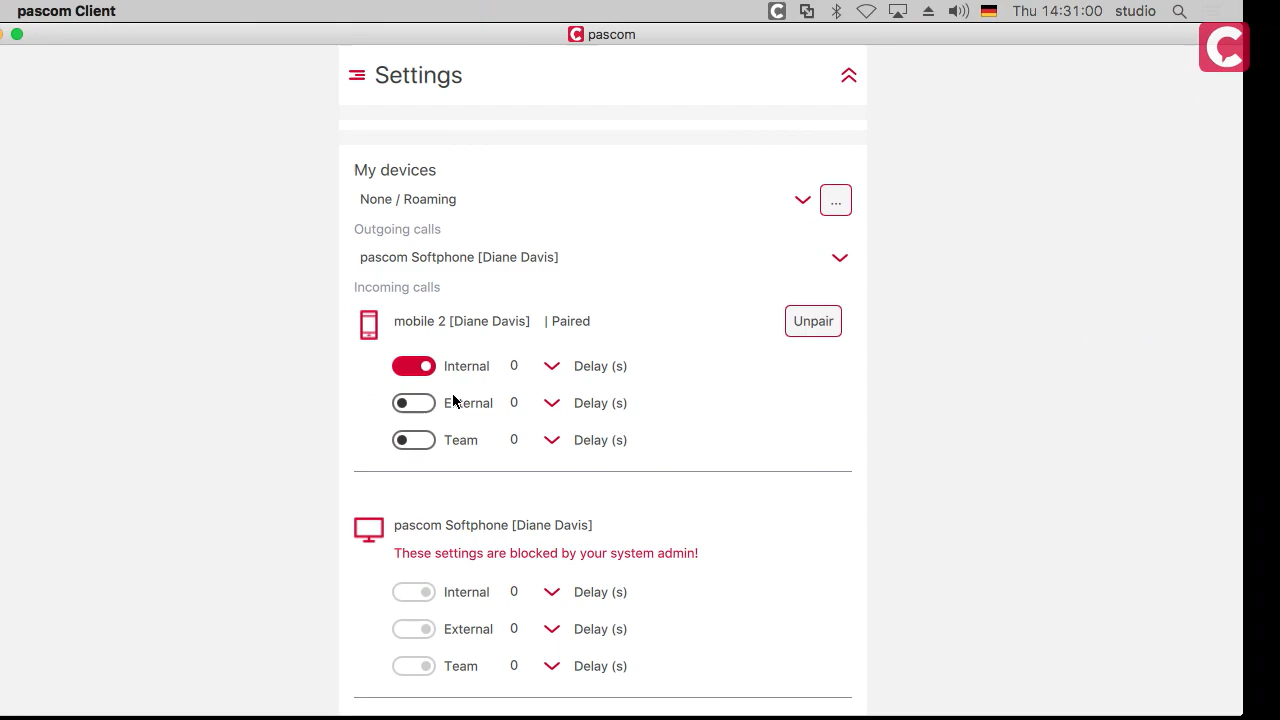 pascom Client
Thu 14:31:00 studio
pascom
Settings
My devices
None / Roaming
...
Outgoing calls
pascom Softphone [Diane Davis]
Incoming calls
mobile 2 [Diane Davis] | Paired
Unpair
Internal 0 Delay (s)
External 0 Delay (s)
Team 0 Delay (s)
pascom Softphone [Diane Davis]
These settings are blocked by your system admin!
Internal 0 Delay (s)
External 0 Delay (s)
Team 0 Delay (s)